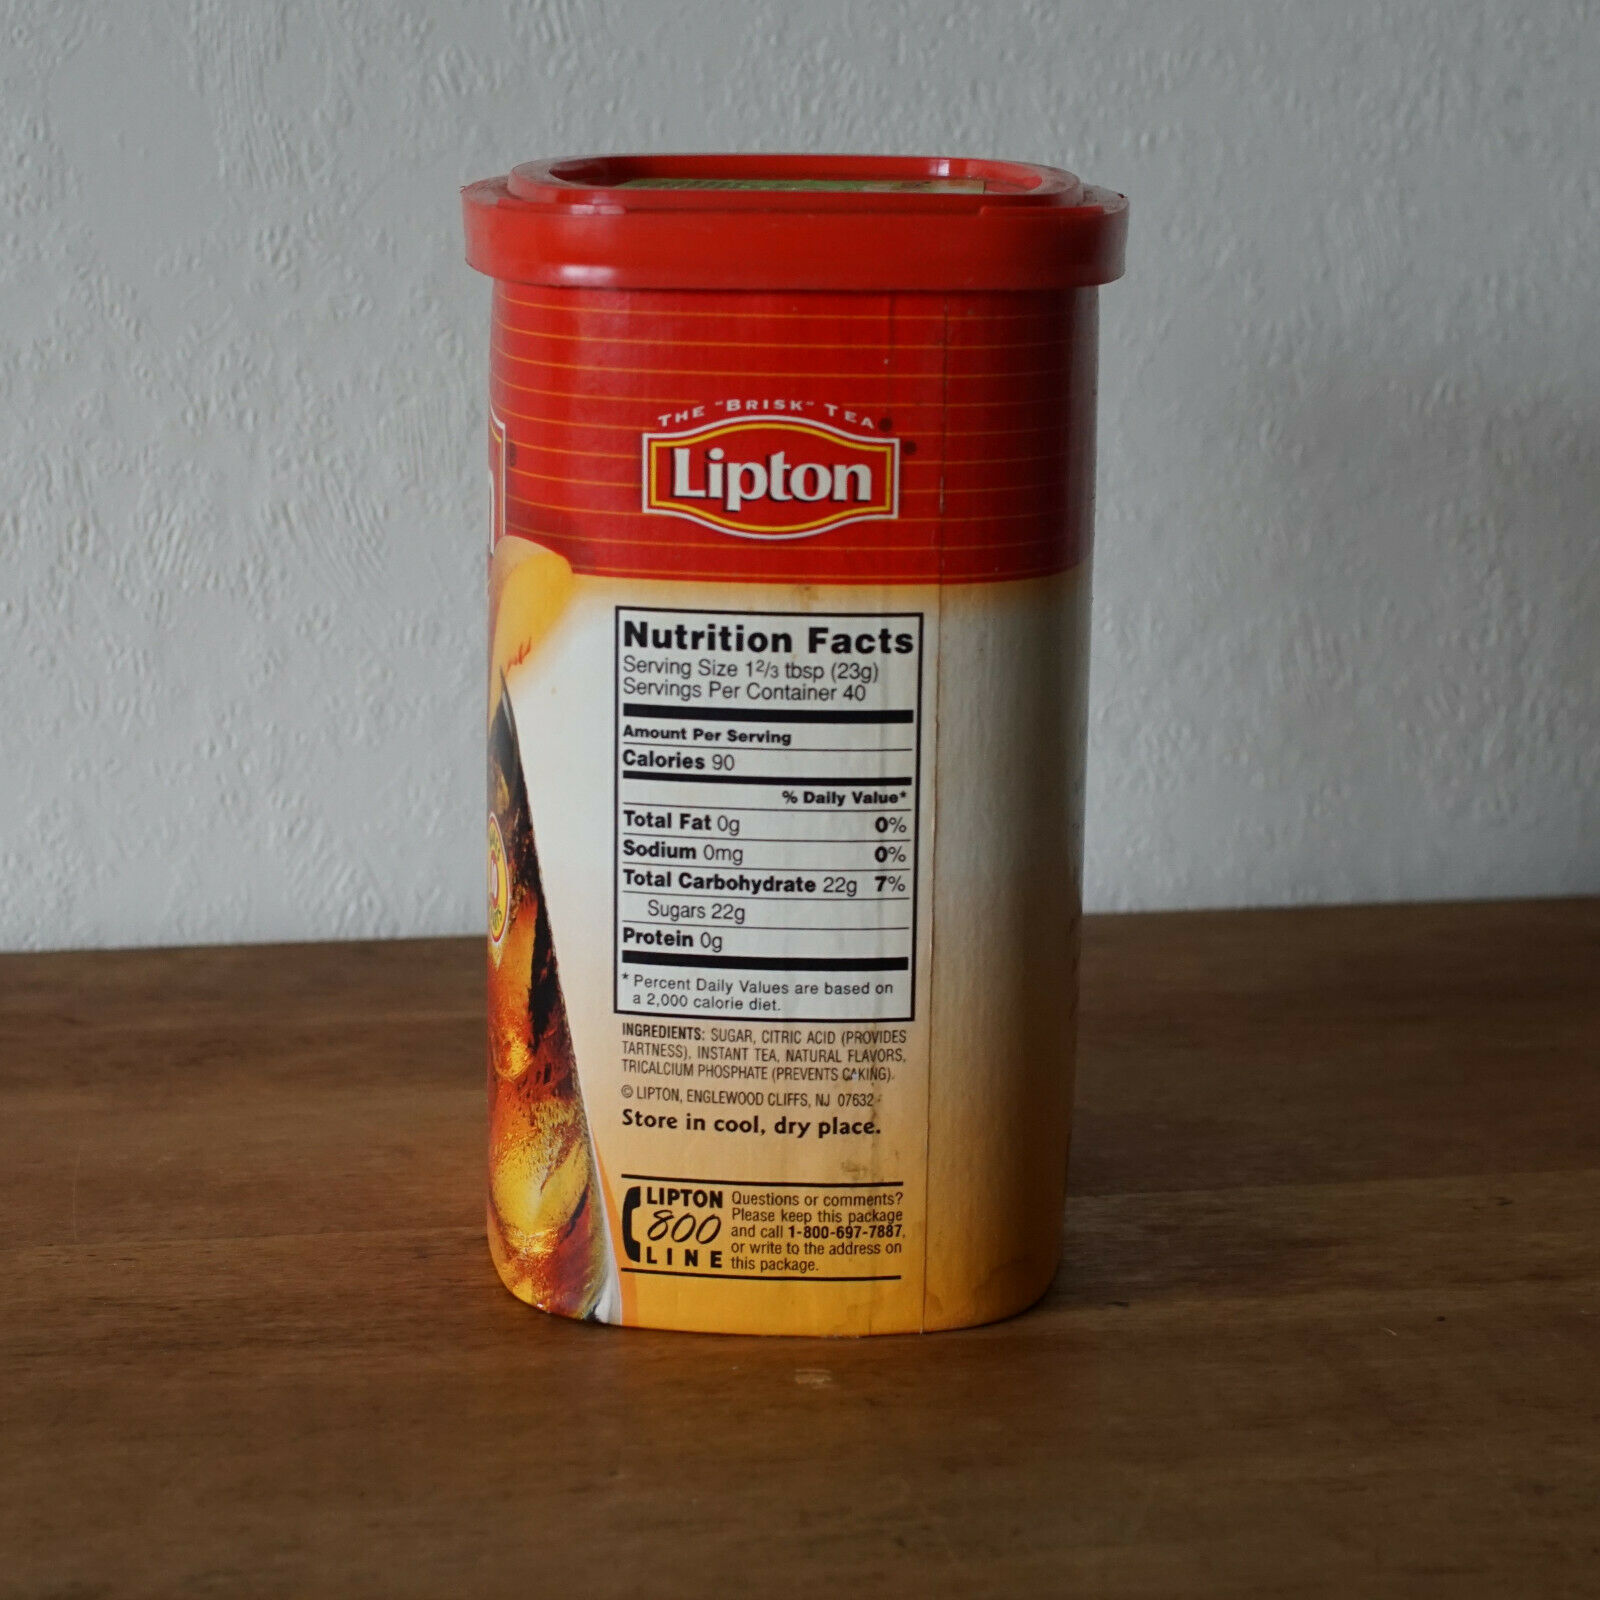 THE "BRISK" TEA®
Lipton®
Nutrition Facts
Serving Size 1 2/3 tbsp (23g)
Servings Per Container 40
Amount Per Serving
Calories 90
% Daily Value*
Total Fat 0g 0%
Sodium 0mg 0%
Total Carbohydrate 22g 7%
Sugars 22g
Protein 0g
* Percent Daily Values are based on
a 2,000 calorie diet.
INGREDIENTS: SUGAR, CITRIC ACID (PROVIDES
TARTNESS), INSTANT TEA, NATURAL FLAVORS,
TRICALCIUM PHOSPHATE (PREVENTS CAKING).
© LIPTON, ENGLEWOOD CLIFFS, NJ 07632
Store in cool, dry place.
LIPTON
800
LINE
Questions or comments?
Please keep this package
and call 1-800-697-7887,
or write to the address on
this package.